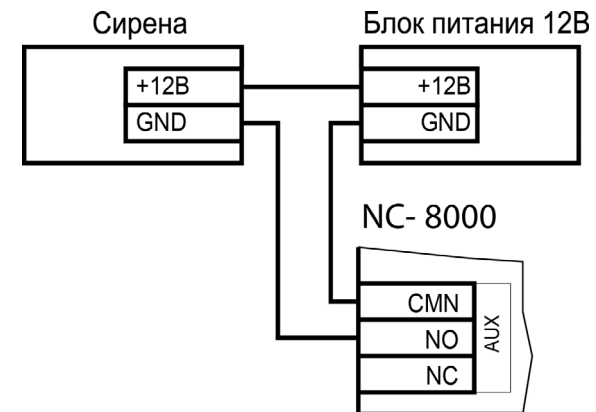 Сирена
Блок питания 12В
+12В
GND
+12В
GND
NC- 8000
CMN
NO
NC
AUX